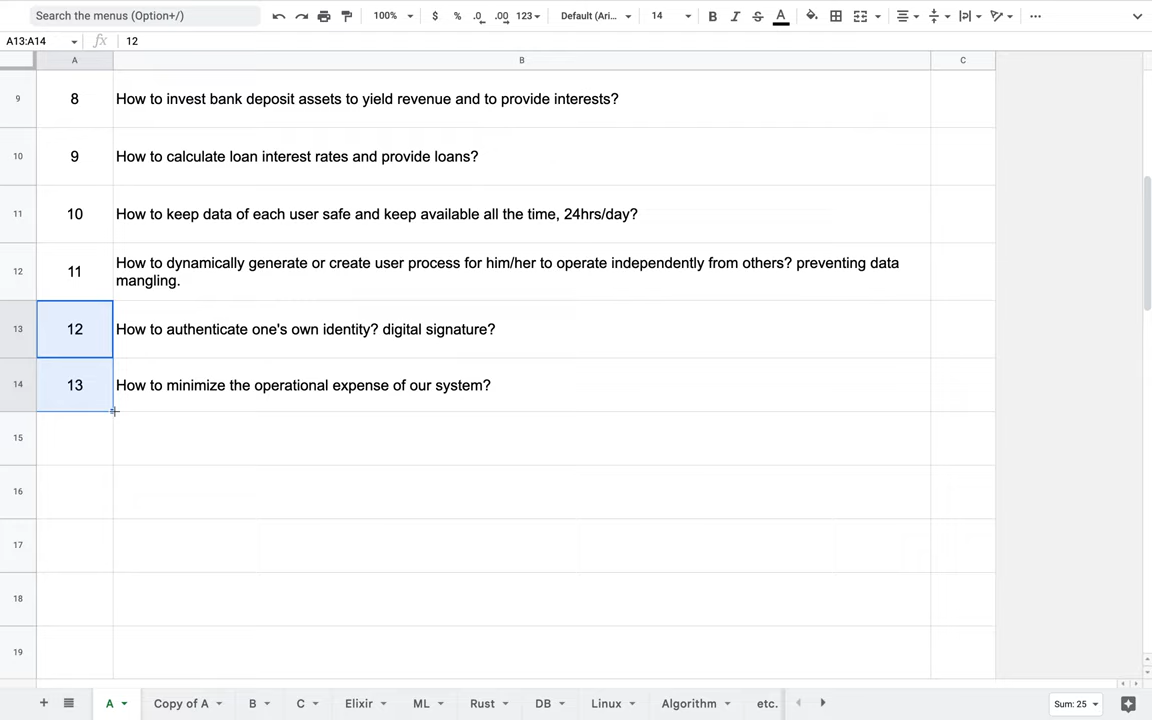 Search the menus (Option+/)
100%
$
%
.0
.00
123
Default (Ari...
14
B
I
S
A
...
A13:A14
fx
12
A
B
C
9
8
How to invest bank deposit assets to yield revenue and to provide interests?
10
9
How to calculate loan interest rates and provide loans?
11
10
How to keep data of each user safe and keep available all the time, 24hrs/day?
12
11
How to dynamically generate or create user process for him/her to operate independently from others? preventing data
mangling.
13
12
How to authenticate one's own identity? digital signature?
14
13
How to minimize the operational expense of our system?
15
16
17
18
19
+
A
Copy of A
B
C
Elixir
ML
Rust
DB
Linux
Algorithm
etc.
Sum: 25